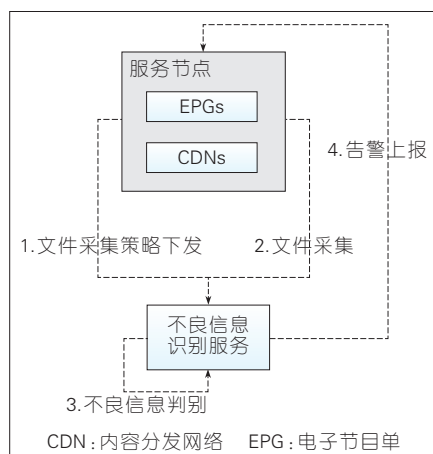 服务节点
EPGs
CDNs
4.告警上报
1.文件采集策略下发
2.文件采集
不良信息
识别服务
3.不良信息判别
CDN：内容分发网络 EPG：电子节目单